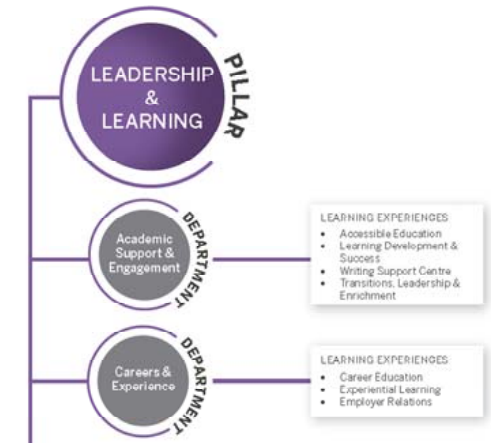 LEADERSHIP
&
LEARNING
PILLAR
Academic
Support &
Engagement
DEPARTMENT
LEARNING EXPERIENCES
• Accessible Education
• Learning Development &
Success
• Writing Support Centre
• Transitions, Leadership &
Enrichment
Careers &
Experience
DEPARTMENT
LEARNING EXPERIENCES
• Career Education
• Experiential Learning
• Employer Relations